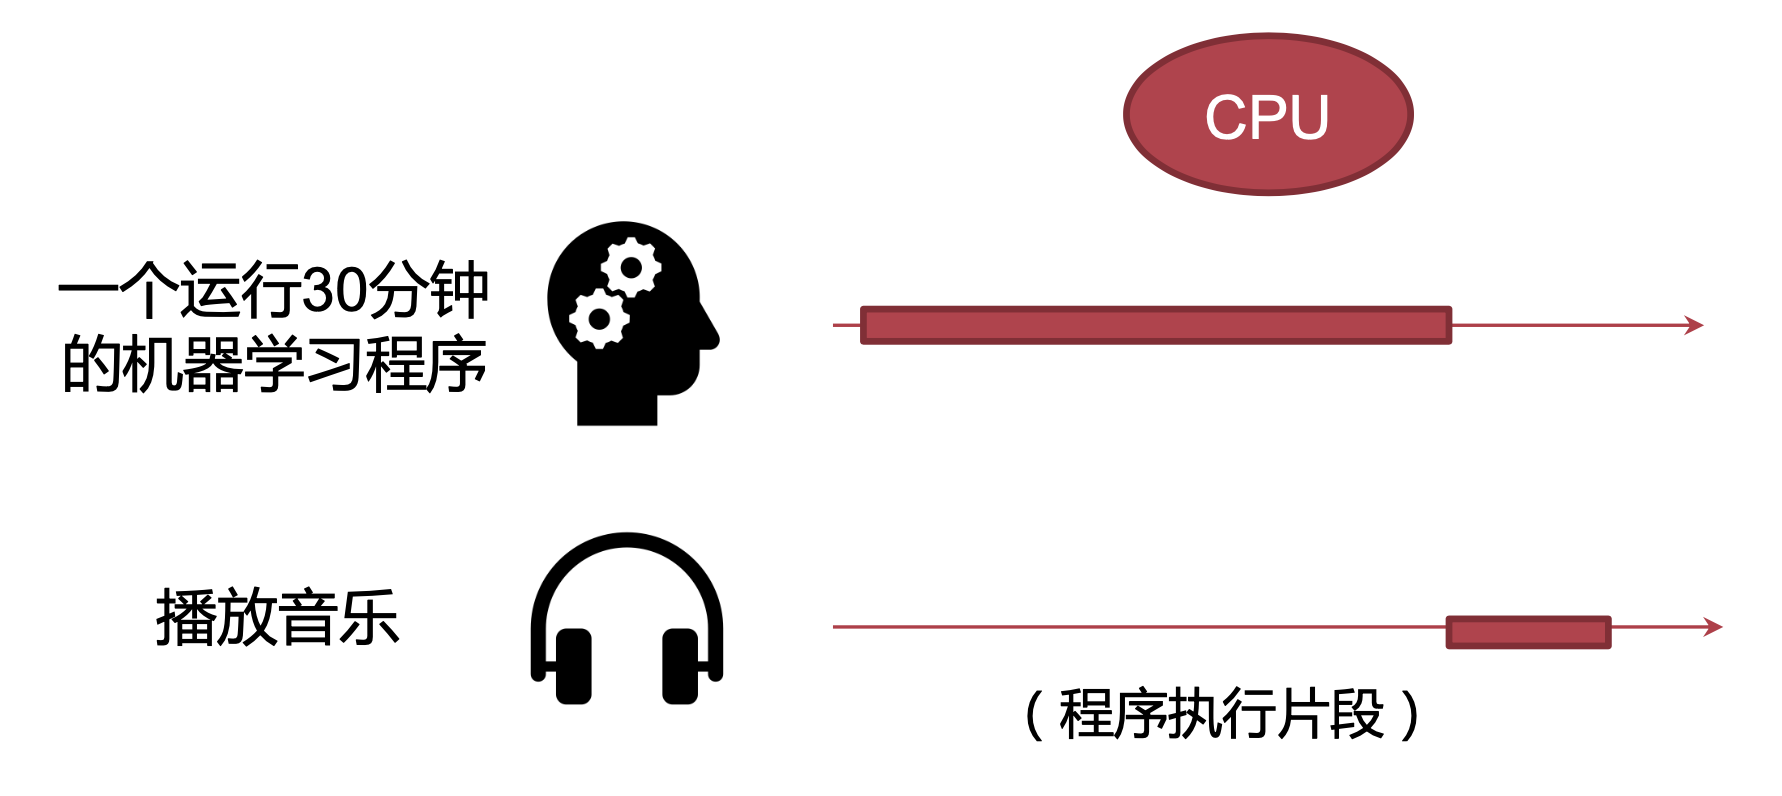 CPU
一个运行30分钟
的机器学习程序
播放音乐
（程序执行片段）